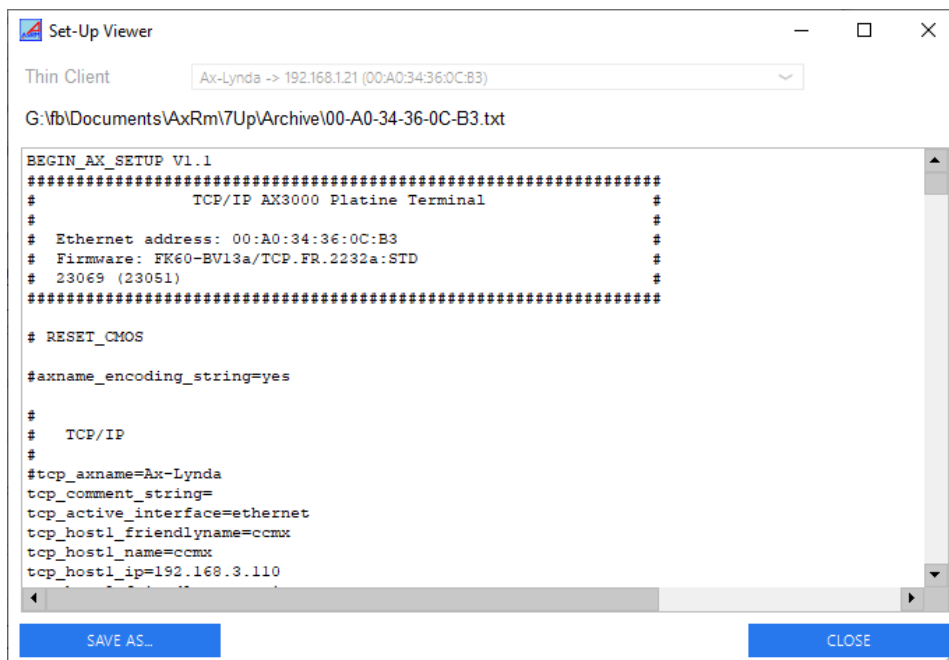 Set-Up Viewer
Thin Client
Ax-Lynda -> 192.168.1.21 (00:A0:34:36:0C:B3)
G:\fb\Documents\AxRm\7Up\Archive\00-A0-34-36-0C-B3.txt
BEGIN_AX_SETUP V1.1
#################################################################
# TCP/IP AX3000 Platine Terminal #
# #
# Ethernet address: 00:A0:34:36:0C:B3 #
# Firmware: FK60-BV13a/TCP.FR.2232a:STD #
# 23069 (23051) #
#################################################################
# RESET_CMOS
#axname_encoding_string=yes
#
# TCP/IP
#
#tcp_axname=Ax-Lynda
tcp_comment_string=
tcp_active_interface=ethernet
tcp_host1_friendlyname=ccmx
tcp_host1_name=ccmx
tcp_host1_ip=192.168.3.110
SAVE AS...
CLOSE